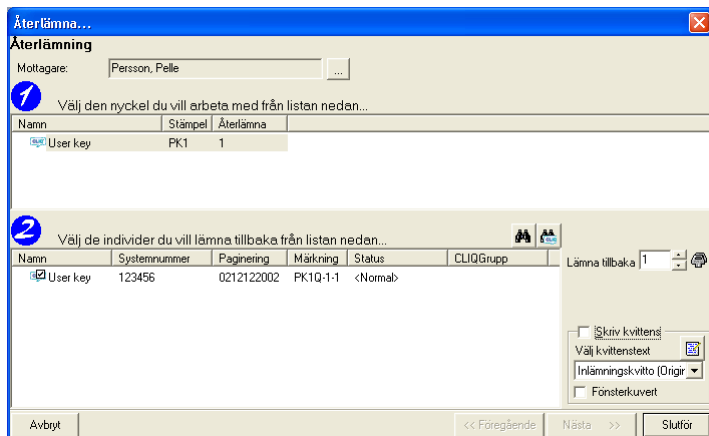 Återlämna...
Återlämning
Mottagare: Persson, Pelle ...
1 Välj den nyckel du vill arbeta med från listan nedan...
Namn Stämpel Återlämna
User key PK1 1
2 Välj de individer du vill lämna tillbaka från listan nedan...
Namn Systemnummer Paginering Märkning Status CLIQGrupp
User key 123456 0212122002 PK1Q-1-1 <Normal>
Lämna tillbaka 1
Skriv kvittens
Välj kvittenstext
Inlämningskvitto (Origir
Fönsterkuvert
Avbryt << Föregående Nästa >> Slutför